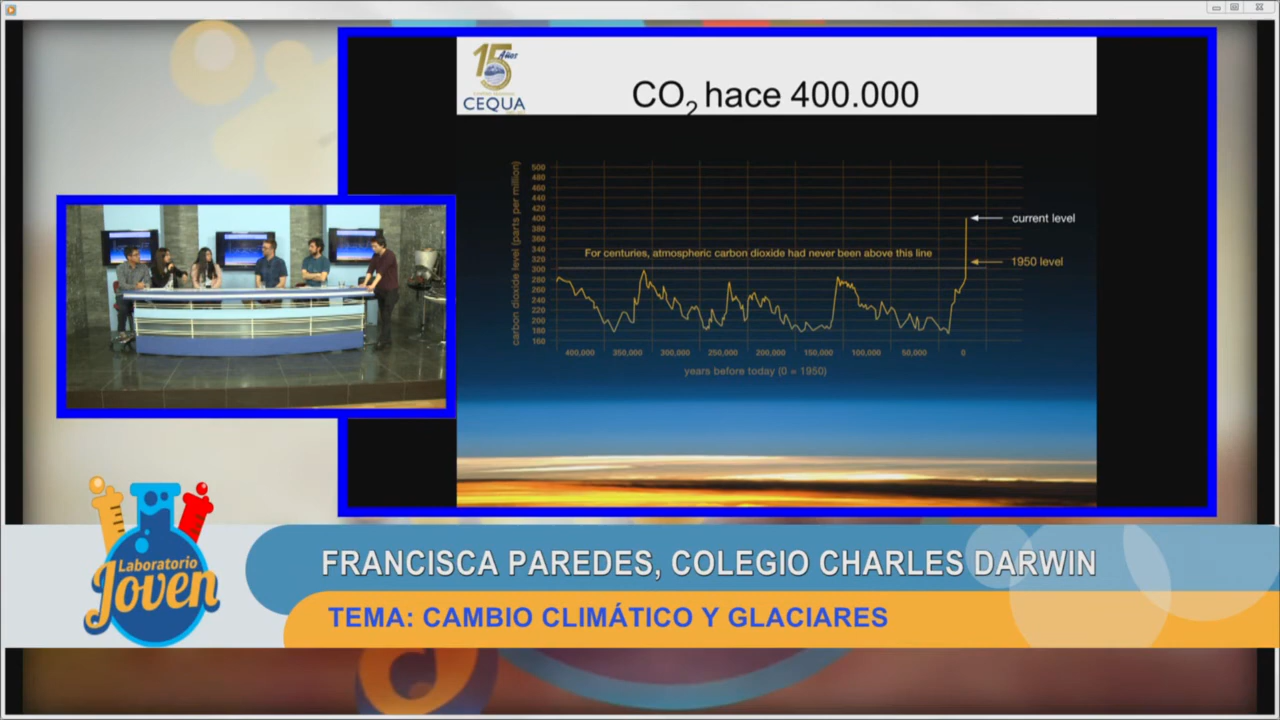 15 Años
CEQUA
CO2 hace 400.000
carbon dioxide level (parts per million)
500
480
460
440
420
400
380
360
340
320
300
280
260
240
220
200
180
160
For centuries, atmospheric carbon dioxide had never been above this line
current level
1950 level
400,000 350,000 300,000 250,000 200,000 150,000 100,000 50,000 0
years before today (0 = 1950)
Laboratorio
Joven
FRANCISCA PAREDES, COLEGIO CHARLES DARWIN
TEMA: CAMBIO CLIMÁTICO Y GLACIARES